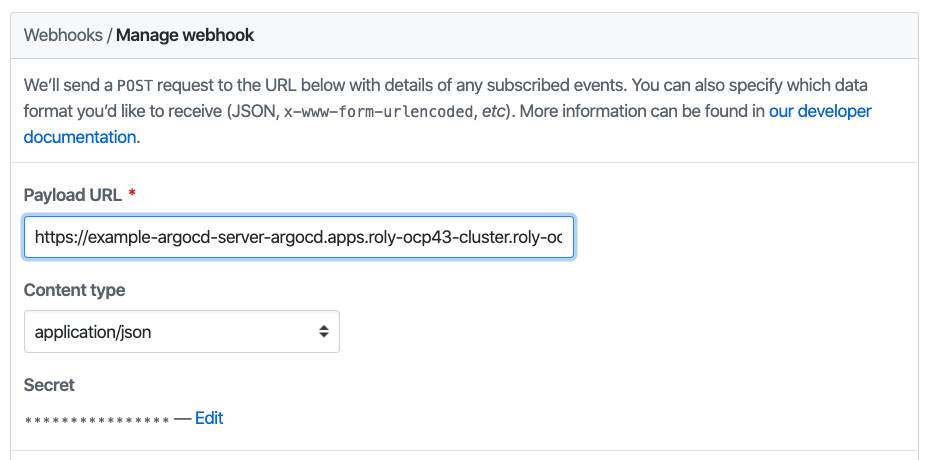 Webhooks / Manage webhook
We’ll send a POST request to the URL below with details of any subscribed events. You can also specify which data
format you’d like to receive (JSON, x-www-form-urlencoded, etc). More information can be found in our developer
documentation.
Payload URL *
https://example-argocd-server-argocd.apps.roly-ocp43-cluster.roly-oc
Content type
application/json
Secret
**************** — Edit